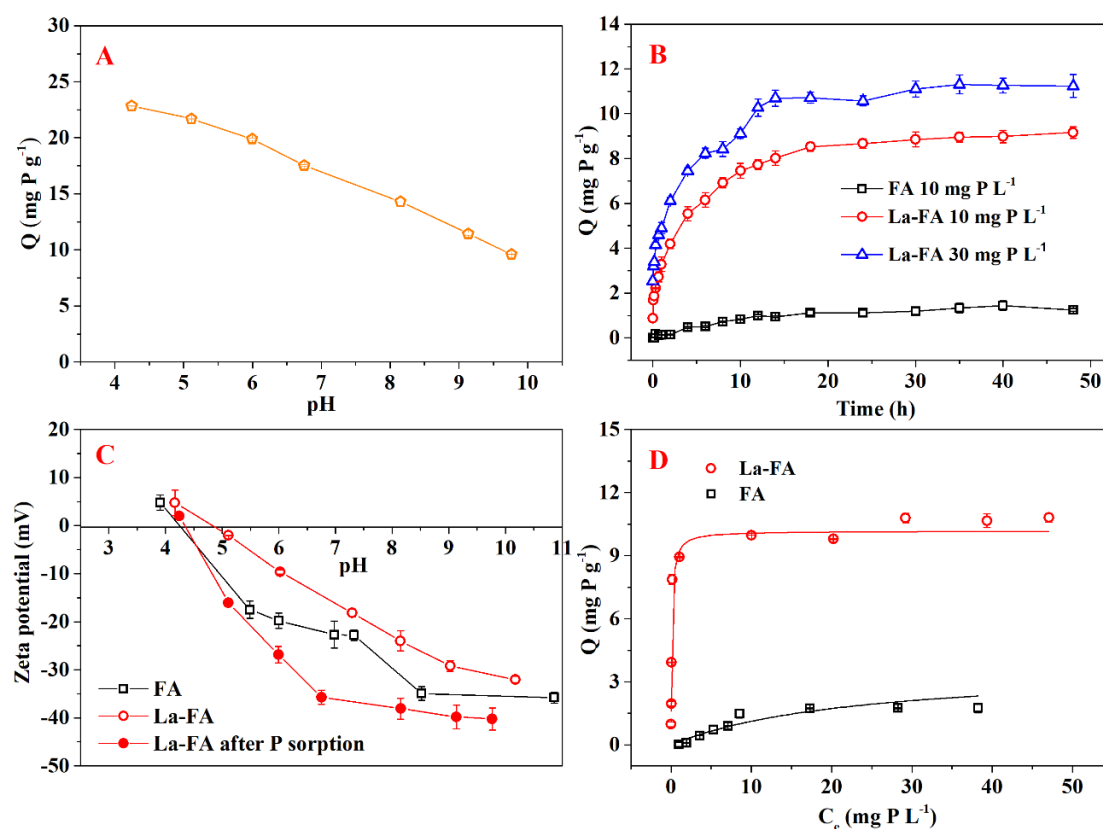 A
30
25
20
15
10
5
0
Q (mg P g⁻¹)
4 5 6 7 8 9 10
pH
B
14
12
10
8
6
4
2
0
Q (mg P g⁻¹)
FA 10 mg P L⁻¹
La-FA 10 mg P L⁻¹
La-FA 30 mg P L⁻¹
0 10 20 30 40 50
Time (h)
C
20
10
0
-10
-20
-30
-40
-50
Zeta potential (mV)
3 4 5 6 7 8 9 10 11
pH
FA
La-FA
La-FA after P sorption
D
15
12
9
6
3
0
Q (mg P g⁻¹)
La-FA
FA
0 10 20 30 40 50
Cₑ (mg P L⁻¹)